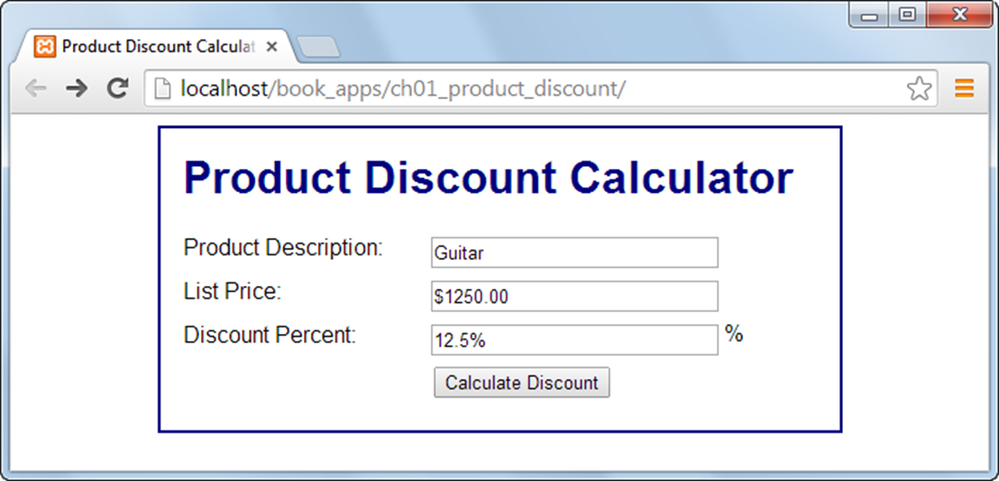 Product Discount Calculat
localhost/book_apps/ch01_product_discount/
Product Discount Calculator
Product Description: Guitar
List Price: $1250.00
Discount Percent: 12.5% %
Calculate Discount